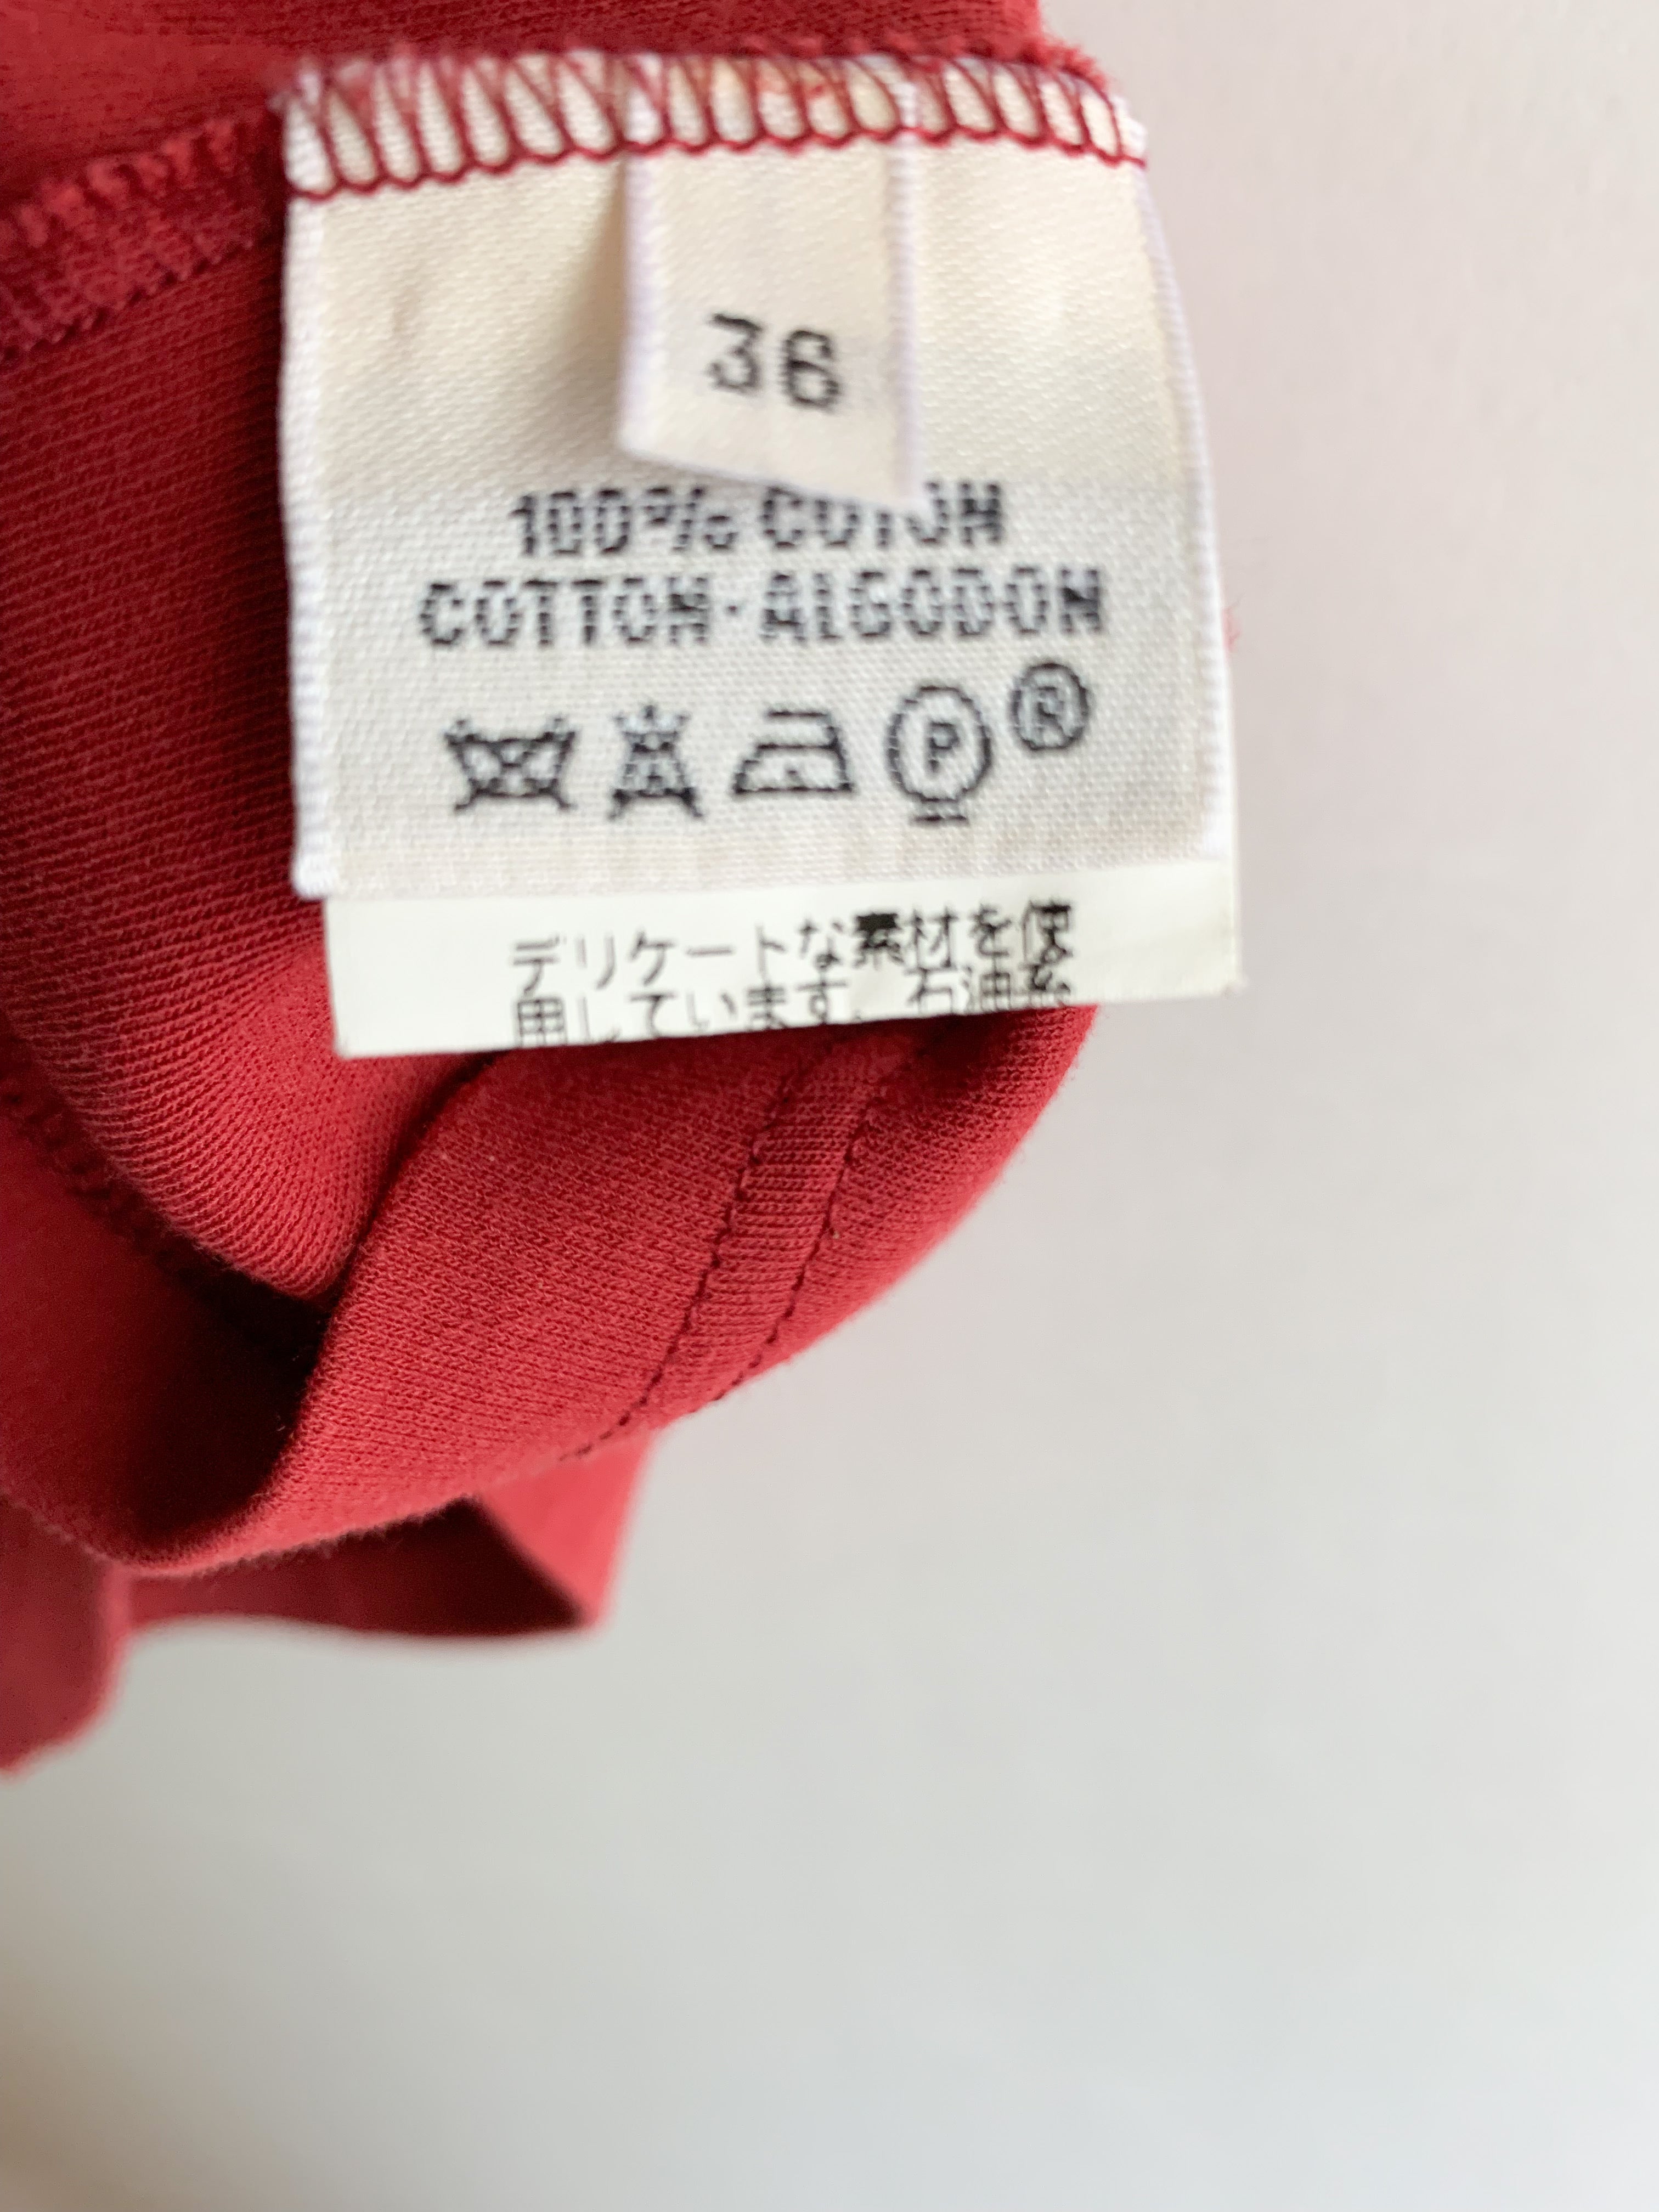 36
100% COTON
COTTON·ALGODON
P ®
デリケートな素材を使
用しています。石油系